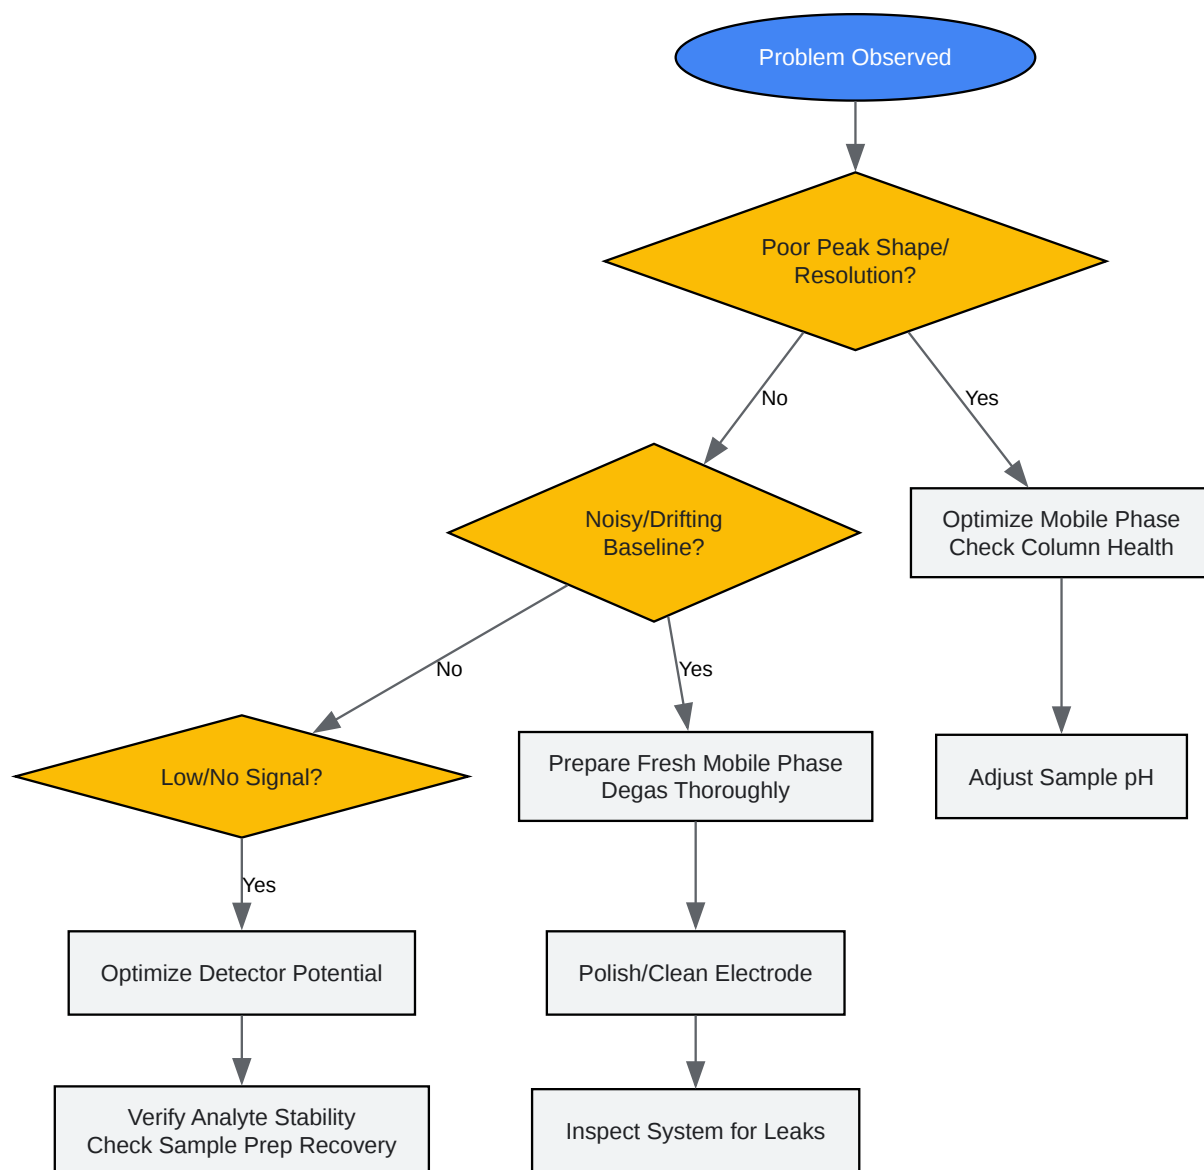 Problem Observed
Poor Peak Shape/
Resolution?
No
Yes
Noisy/Drifting
Baseline?
Optimize Mobile Phase
Check Column Health
No
Yes
Low/No Signal?
Prepare Fresh Mobile Phase
Degas Thoroughly
Adjust Sample pH
Yes
Optimize Detector Potential
Polish/Clean Electrode
Verify Analyte Stability
Check Sample Prep Recovery
Inspect System for Leaks